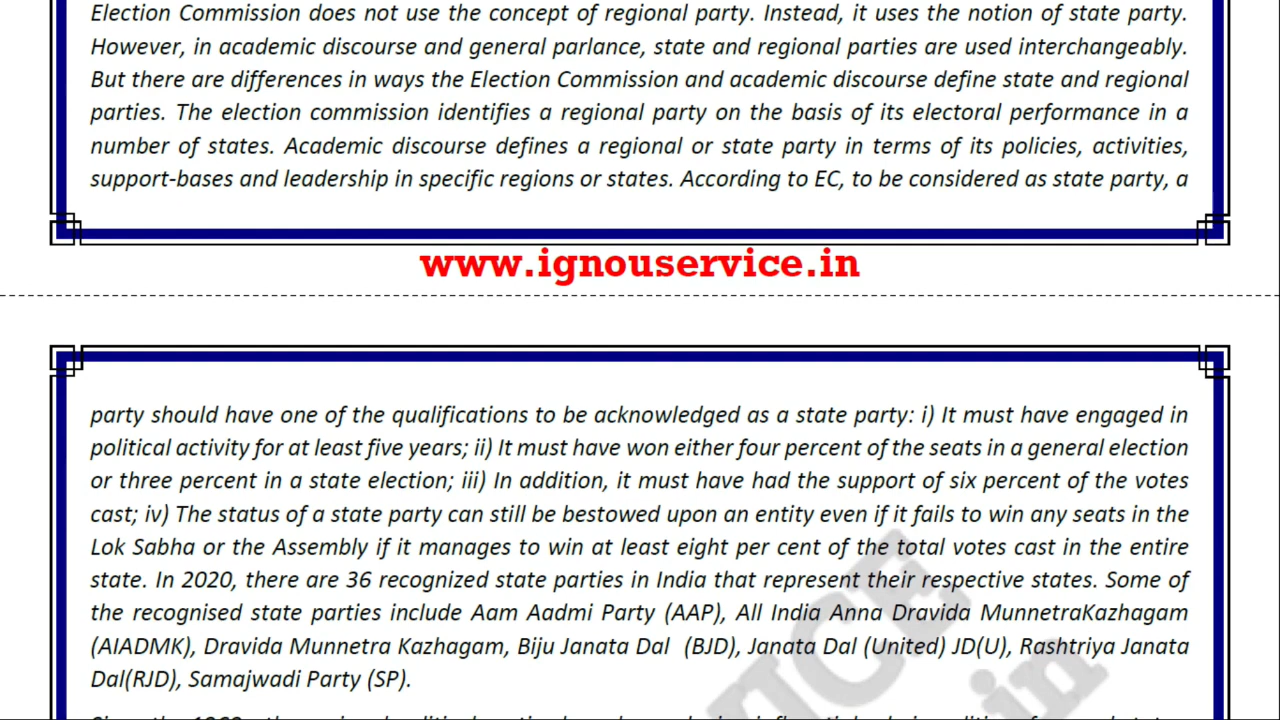 Election Commission does not use the concept of regional party. Instead, it uses the notion of state party.
However, in academic discourse and general parlance, state and regional parties are used interchangeably.
But there are differences in ways the Election Commission and academic discourse define state and regional
parties. The election commission identifies a regional party on the basis of its electoral performance in a
number of states. Academic discourse defines a regional or state party in terms of its policies, activities,
support-bases and leadership in specific regions or states. According to EC, to be considered as state party, a
www.ignouservice.in
party should have one of the qualifications to be acknowledged as a state party: i) It must have engaged in
political activity for at least five years; ii) It must have won either four percent of the seats in a general election
or three percent in a state election; iii) In addition, it must have had the support of six percent of the votes
cast; iv) The status of a state party can still be bestowed upon an entity even if it fails to win any seats in the
Lok Sabha or the Assembly if it manages to win at least eight per cent of the total votes cast in the entire
state. In 2020, there are 36 recognized state parties in India that represent their respective states. Some of
the recognised state parties include Aam Aadmi Party (AAP), All India Anna Dravida MunnetraKazhagam
(AIADMK), Dravida Munnetra Kazhagam, Biju Janata Dal (BJD), Janata Dal (United) JD(U), Rashtriya Janata
Dal(RJD), Samajwadi Party (SP).